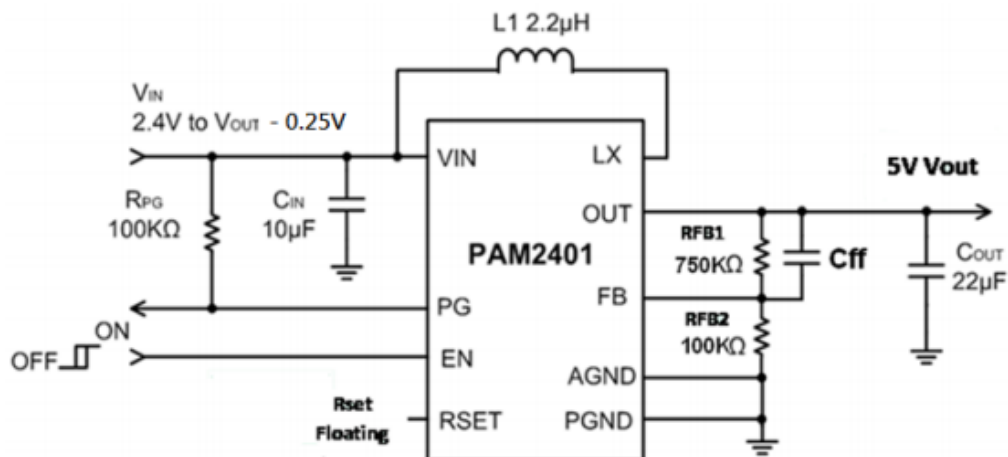 L1 2.2µH
VIN
2.4V to VOUT - 0.25V
VIN
LX
5V Vout
RPG
100KΩ
CIN
10µF
OUT
RFB1
750KΩ
Cff
COUT
22µF
PAM2401
FB
PG
RFB2
100KΩ
ON
OFF
EN
AGND
Rset
Floating
RSET
PGND